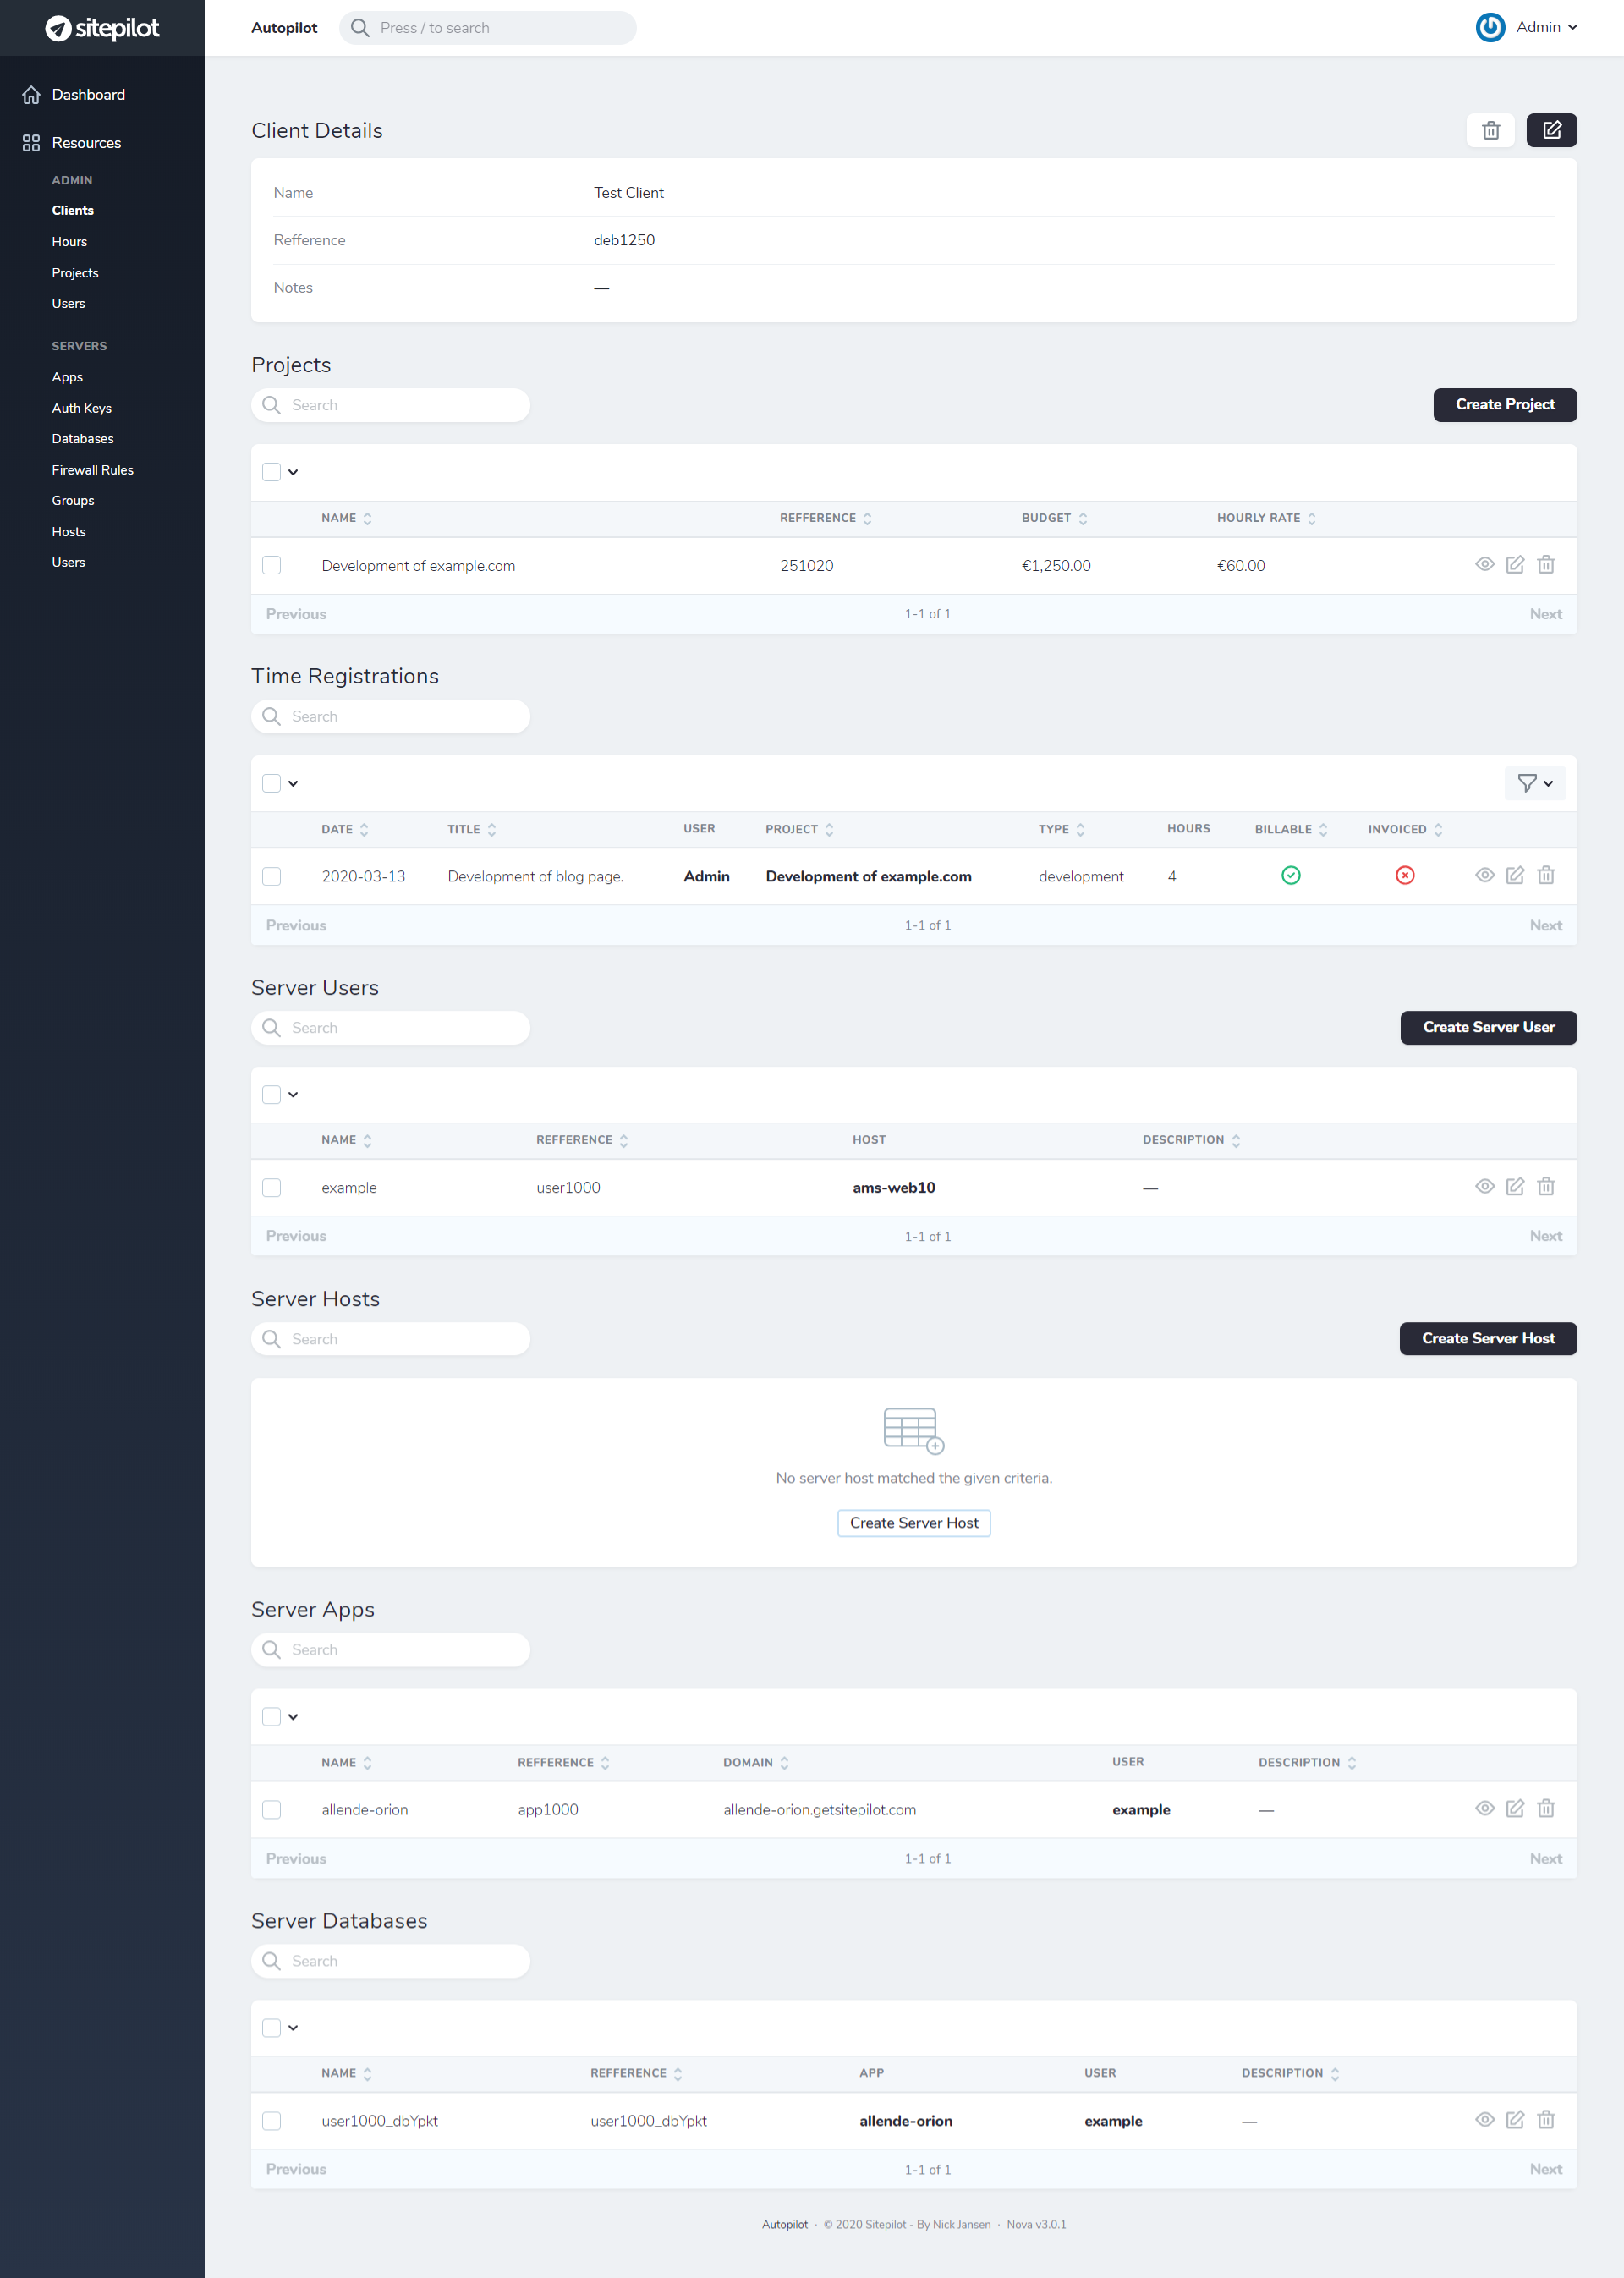 sitepilot
Autopilot Press / to search Admin
Dashboard
Resources
ADMIN
Clients
Hours
Projects
Users
SERVERS
Apps
Auth Keys
Databases
Firewall Rules
Groups
Hosts
Users
Client Details
Name Test Client
Refference deb1250
Notes —
Projects
Search Create Project
NAME REFFERENCE BUDGET HOURLY RATE
Development of example.com 251020 €1,250.00 €60.00
Previous 1-1 of 1 Next
Time Registrations
Search
DATE TITLE USER PROJECT TYPE HOURS BILLABLE INVOICED
2020-03-13 Development of blog page. Admin Development of example.com development 4
Previous 1-1 of 1 Next
Server Users
Search Create Server User
NAME REFFERENCE HOST DESCRIPTION
example user1000 ams-web10 —
Previous 1-1 of 1 Next
Server Hosts
Search Create Server Host
No server host matched the given criteria.
Create Server Host
Server Apps
Search
NAME REFFERENCE DOMAIN USER DESCRIPTION
allende-orion app1000 allende-orion.getsitepilot.com example —
Previous 1-1 of 1 Next
Server Databases
Search
NAME REFFERENCE APP USER DESCRIPTION
user1000_dbYpkt user1000_dbYpkt allende-orion example —
Previous 1-1 of 1 Next
Autopilot · © 2020 Sitepilot - By Nick Jansen · Nova v3.0.1